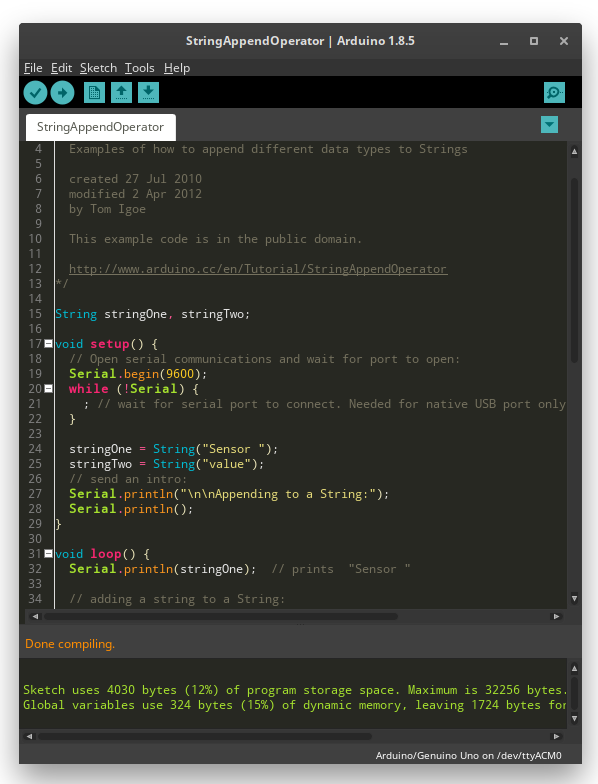 StringAppendOperator | Arduino 1.8.5
File Edit Sketch Tools Help
StringAppendOperator
4 Examples of how to append different data types to Strings
5
6 created 27 Jul 2010
7 modified 2 Apr 2012
8 by Tom Igoe
9
10 This example code is in the public domain.
11
12 http://www.arduino.cc/en/Tutorial/StringAppendOperator
13 */
14
15 String stringOne, stringTwo;
16
17 void setup() {
18 // Open serial communications and wait for port to open:
19 Serial.begin(9600);
20 while (!Serial) {
21 ; // wait for serial port to connect. Needed for native USB port only
22 }
23
24 stringOne = String("Sensor ");
25 stringTwo = String("value");
26 // send an intro:
27 Serial.println("\n\nAppending to a String:");
28 Serial.println();
29 }
30
31 void loop() {
32 Serial.println(stringOne);  // prints  "Sensor "
33
34 // adding a string to a String:
Done compiling.
Sketch uses 4030 bytes (12%) of program storage space. Maximum is 32256 bytes.
Global variables use 324 bytes (15%) of dynamic memory, leaving 1724 bytes for
Arduino/Genuino Uno on /dev/ttyACM0